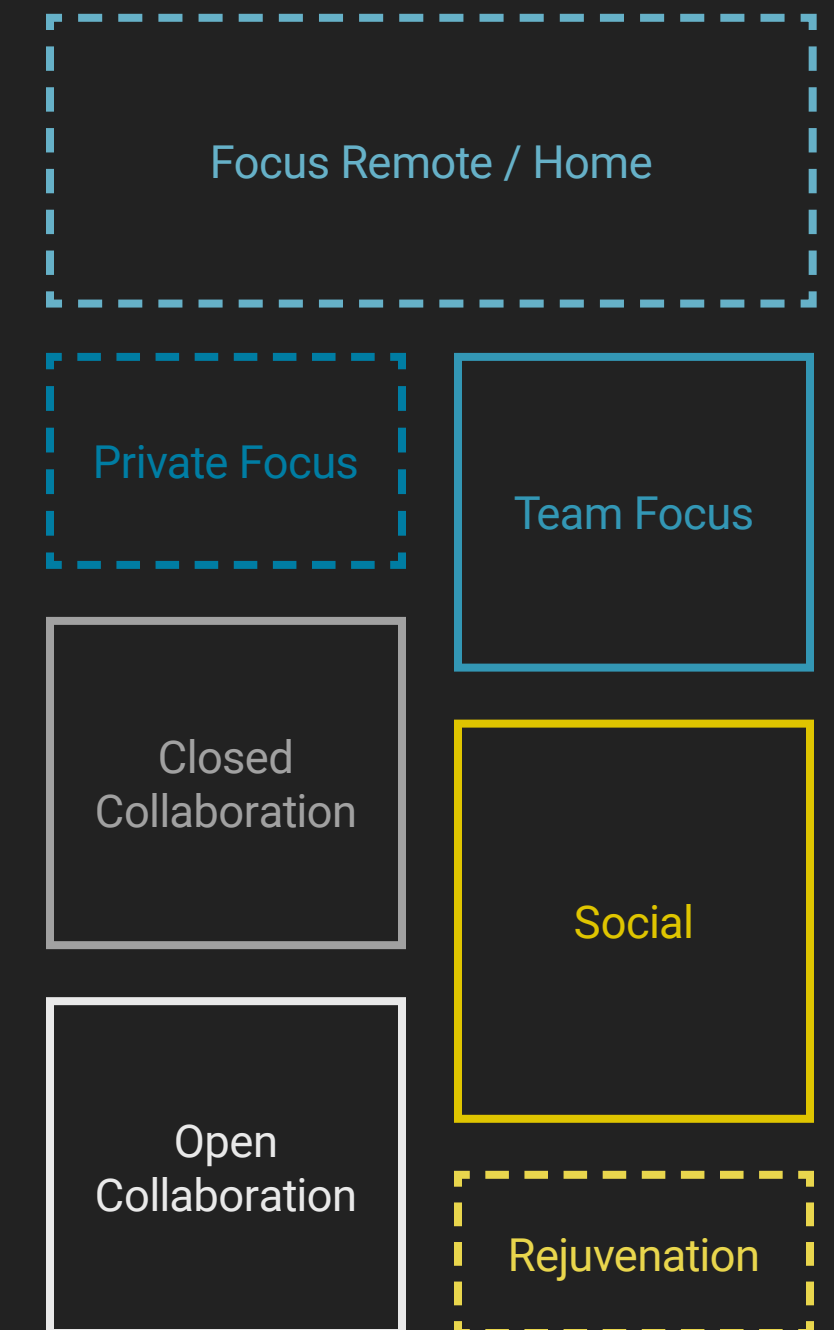 Focus Remote / Home
Private Focus
Team Focus
Closed
Collaboration
Social
Open
Collaboration
Rejuvenation